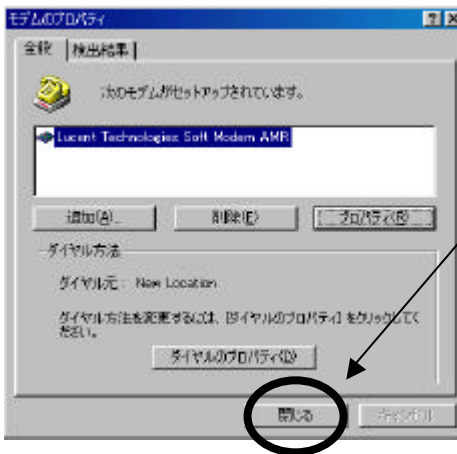 モデムのプロパティ
全般
検出結果
次のモデムがセットアップされています。
Lucent Technologies Soft Modem AMR
追加(A)...
削除(E)
プロパティ(R)
ダイヤル方法
ダイヤル元: New Location
ダイヤル方法を変更するには、[ダイヤルのプロパティ] をクリックしてく
ださい。
ダイヤルのプロパティ(D)
閉じる
キャンセル